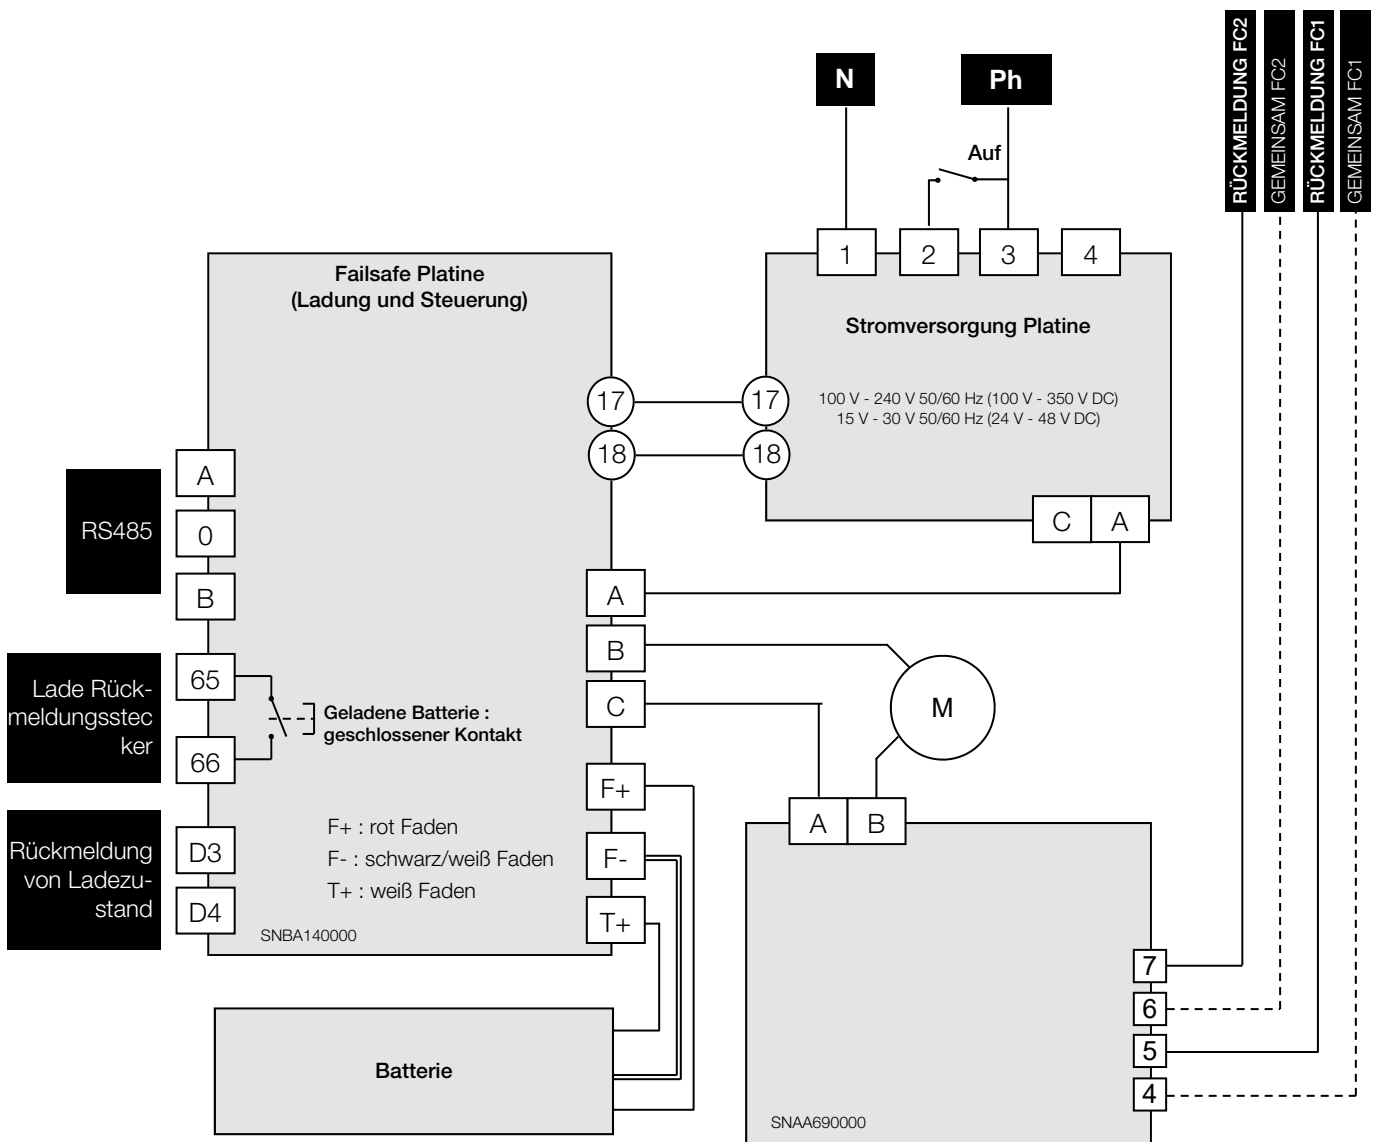 N
Ph
Auf
RÜCKMELDUNG FC2
GEMEINSAM FC2
RÜCKMELDUNG FC1
GEMEINSAM FC1
1
2
3
4
Stromversorgung Platine
100 V - 240 V 50/60 Hz (100 V - 350 V DC)
15 V - 30 V 50/60 Hz (24 V - 48 V DC)
17
18
C
A
Failsafe Platine
(Ladung und Steuerung)
17
18
RS485
A
0
B
Lade Rück-
meldungsstec
ker
65
66
Geladene Batterie :
geschlossener Kontakt
Rückmeldung
von Ladezu-
stand
D3
D4
A
B
C
F+
F-
T+
F+ : rot Faden
F- : schwarz/weiß Faden
T+ : weiß Faden
SNBA140000
M
Batterie
A
B
7
6
5
4
SNAA690000